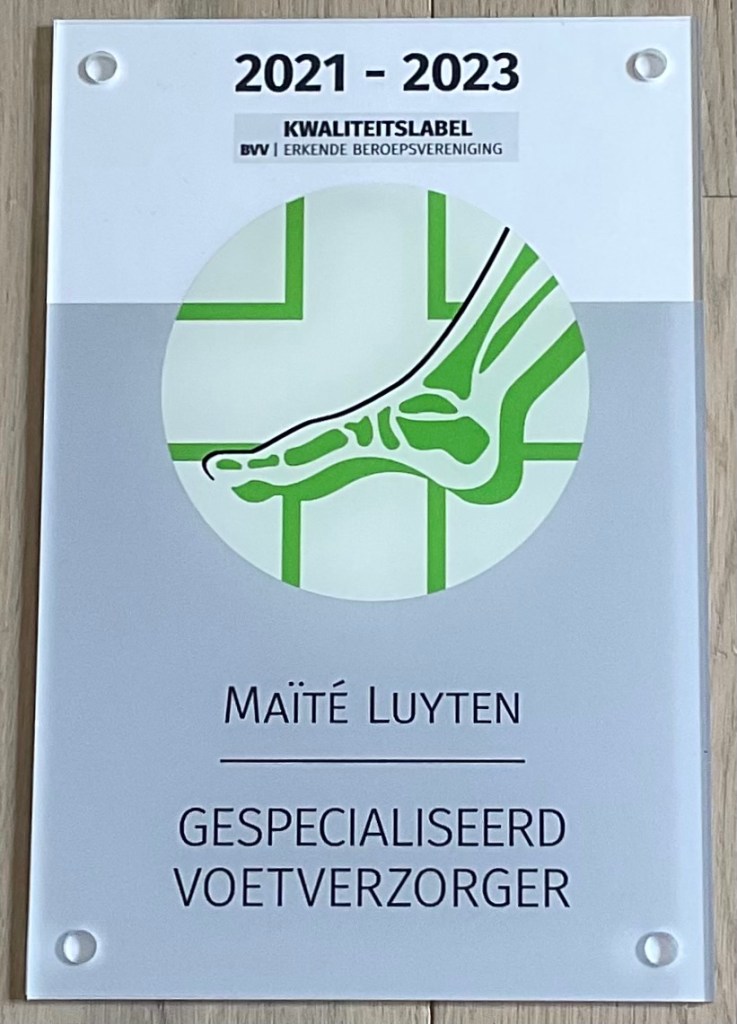 2021 - 2023
KWALITEITSLABEL
BVV | ERKENDE BEROEPSVERENIGING
MAÏTÉ LUYTEN
GESPECIALISEERD
VOETVERZORGER